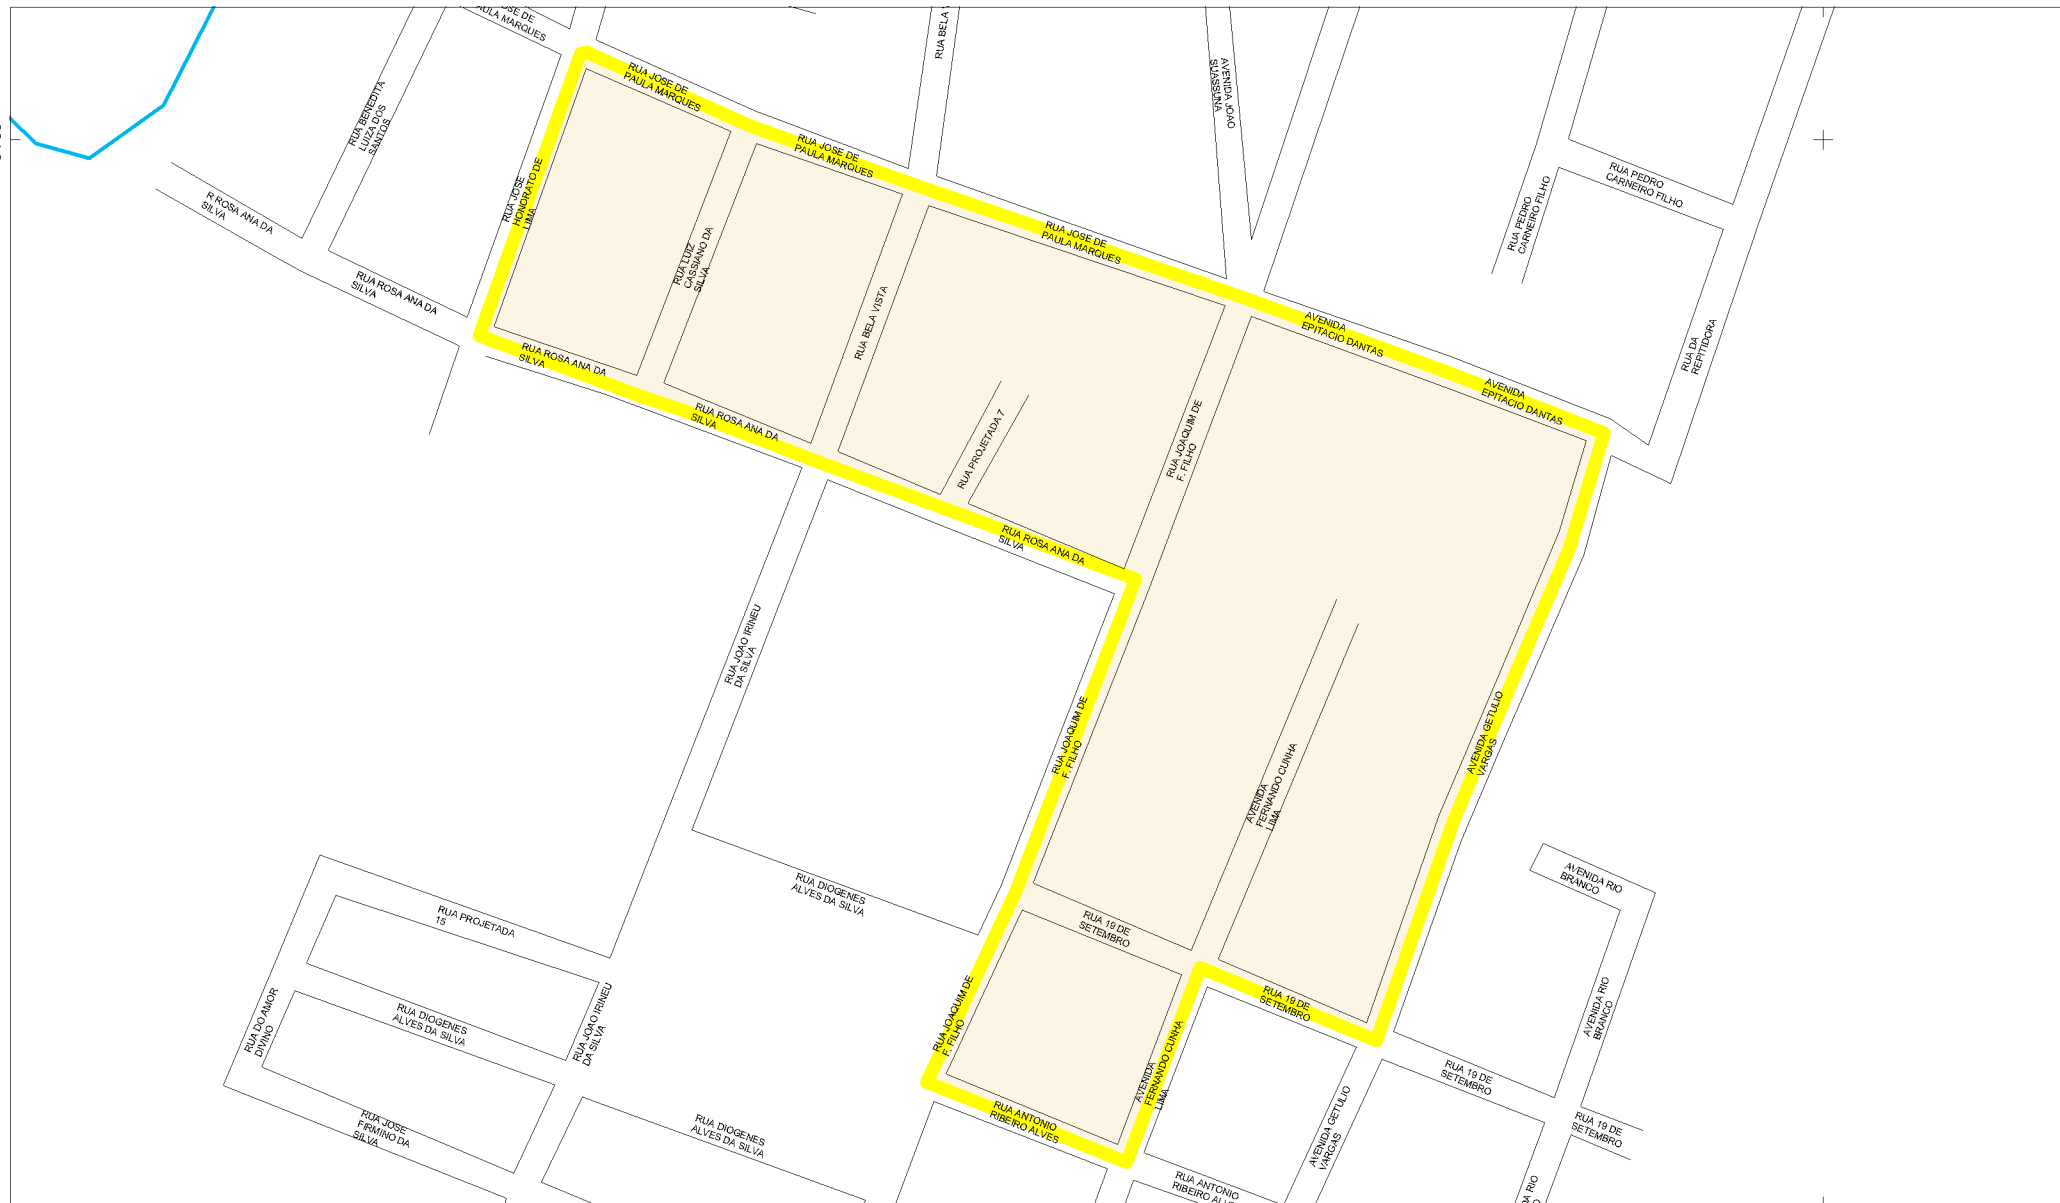 PAULA MARQUES
RUA BELA
AVENIDA JOAO
SUASSUNA
RUA BENEDITA
LUIZA DOS
SANTOS
RUA JOSE DE
PAULA MARQUES
RUA JOSE DE
PAULA MARQUES
RUA JOSE DE
PAULA MARQUES
RUA PEDRO
CARNEIRO FILHO
RUA PEDRO
CARNEIRO FILHO
R ROSA ANA DA
SILVA
RUA JOSE
HONORATO DE
LIMA
RUA LUIZ
CASSIANO DA
SILVA
RUA BELA VISTA
RUA ROSA ANA DA
SILVA
AVENIDA
EPITACIO DANTAS
RUA DA
REPITIDORA
RUA ROSA ANA DA
SILVA
AVENIDA
EPITACIO DANTAS
RUA ROSA ANA DA
SILVA
RUA PROJETADA 7
RUA JOAQUIM DE
F. FILHO
RUA ROSA ANA DA
SILVA
RUA JOAO IRINEU
DA SILVA
RUA JOAQUIM DE
F. FILHO
AVENIDA GETULIO
VARGAS
AVENIDA
FERNANDO CUNHA
LIMA
RUA DIOGENES
ALVES DA SILVA
AVENIDA RIO
BRANCO
RUA PROJETADA
15
RUA 19 DE
SETEMBRO
RUA DO AMOR
DIVINO
RUA DIOGENES
ALVES DA SILVA
RUA JOAO IRINEU
DA SILVA
RUA JOAQUIM DE
F. FILHO
RUA 19 DE
SETEMBRO
AVENIDA RIO
BRANCO
AVENIDA
FERNANDO CUNHA
LIMA
RUA 19 DE
SETEMBRO
RUA JOSE
FIRMINO DA
SILVA
RUA DIOGENES
ALVES DA SILVA
RUA ANTONIO
RIBEIRO ALVES
AVENIDA GETULIO
VARGAS
RUA 19 DE
SETEMBRO
RUA ANTONIO
RIBEIRO
RIO